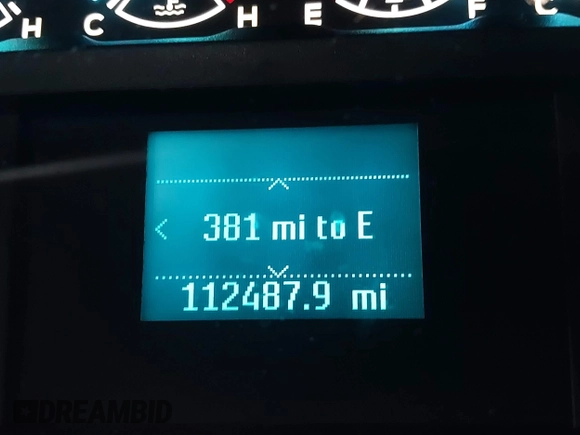 H C H E F C
381 mi to E
112487.9 mi
DREAMBID